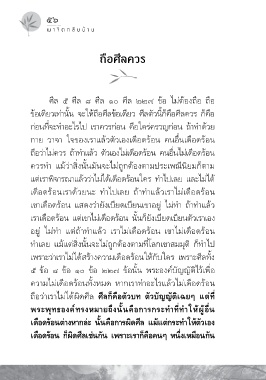 ๕๖
มาจิตกลับบ้าน
ถือศีลควร
ศีล ๕ ศีล ๘ ศีล ๑๐ ศีล ๒๒๗ ข้อ ไม่ต้องถือ ถือ
ข้อเดียวเท่านั้น จะได้ถือศีลข้อเดียว ศีลตัวนี้ก็คือศีลควร ก็คือ
ก่อนที่จะทำอะไรไป เราควรก่อน คือใคร่ครวญก่อน ถ้าทำด้วย
กาย วาจา ใจของเราแล้วตัวเองเดือดร้อน คนอื่นเดือดร้อน
ถือว่าไม่ควร ถ้าทำแล้ว ตัวเองไม่เดือดร้อน คนอื่นไม่เดือดร้อน
ควรทำ แม้ว่าสิ่งนั้นมันจะไม่ถูกต้องตามประเพณีนิยมก็ตาม
แต่เราพิจารณาแล้วว่าไม่ได้เดือดร้อนใคร ทำไปเลย และไม่ได้
เดือดร้อนเราด้วยนะ ทำไปเลย ถ้าทำแล้วเราไม่เดือดร้อน
เขาเดือดร้อน แสดงว่ายังเบียดเบียนเขาอยู่ ไม่ทำ ถ้าทำแล้ว
เราเดือดร้อน แต่เขาไม่เดือดร้อน นั่นก็ยังเบียดเบียนตัวเราเอง
อยู่ ไม่ทำ แต่ถ้าทำแล้ว เราไม่เดือดร้อน เขาไม่เดือดร้อน
ทำเลย แม้แต่สิ่งนั้นจะไม่ถูกต้องตามที่โลกเขาสมมุติ ก็ทำไป
เพราะว่าเราไม่ได้สร้างความเดือดร้อนให้กับใคร เพราะศีลทั้ง
๕ ข้อ ๘ ข้อ ๑๐ ข้อ ๒๒๗ ข้อนั้น พระองค์บัญญัติไว้เพื่อ
ความไม่เดือดร้อนทั้งหมด หากเราทำอะไรแล้วไม่เดือดร้อน
ถือว่าเราไม่ได้ผิดศีล ศีลก็คือตัวบท ตัวบัญญัติเฉยๆ แต่ที่
พระพุทธองค์ทรงหมายยิ่งนั้นคือการกระทำที่ทำให้ผู้อื่น
เดือดร้อนต่างหากล่ะ นั้นคือการผิดศีล แม้แต่กระทำให้ตัวเอง
เดือดร้อน ก็ผิดศีลเช่นกัน เพราะเราก็คือคนๆ หนึ่งเหมือนกัน